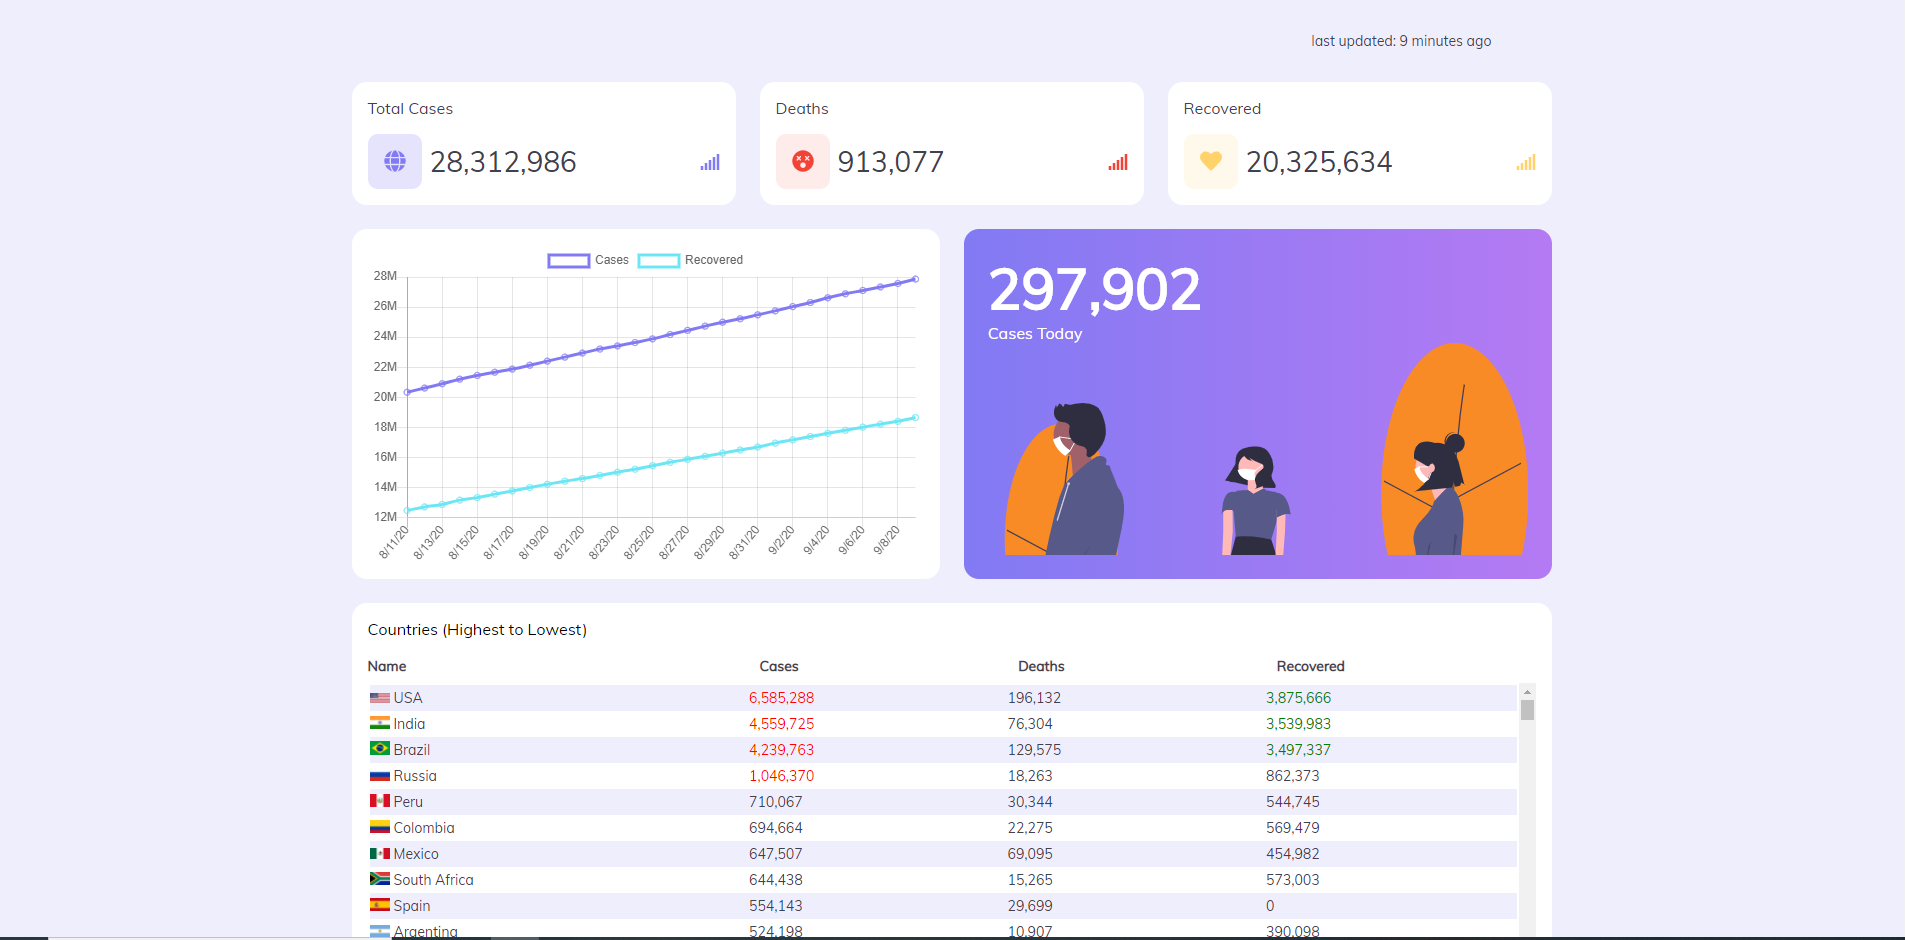 last updated: 9 minutes ago
Total Cases
28,312,986
Deaths
913,077
Recovered
20,325,634
Cases Recovered
28M
26M
24M
22M
20M
18M
16M
14M
12M
8/11/20 8/13/20 8/15/20 8/17/20 8/19/20 8/21/20 8/23/20 8/25/20 8/27/20 8/29/20 8/31/20 9/2/20 9/4/20 9/6/20 9/8/20
297,902
Cases Today
Countries (Highest to Lowest)
Name Cases Deaths Recovered
USA 6,585,288 196,132 3,875,666
India 4,559,725 76,304 3,539,983
Brazil 4,239,763 129,575 3,497,337
Russia 1,046,370 18,263 862,373
Peru 710,067 30,344 544,745
Colombia 694,664 22,275 569,479
Mexico 647,507 69,095 454,982
South Africa 644,438 15,265 573,003
Spain 554,143 29,699 0
Argentina 524,198 10,907 390,098